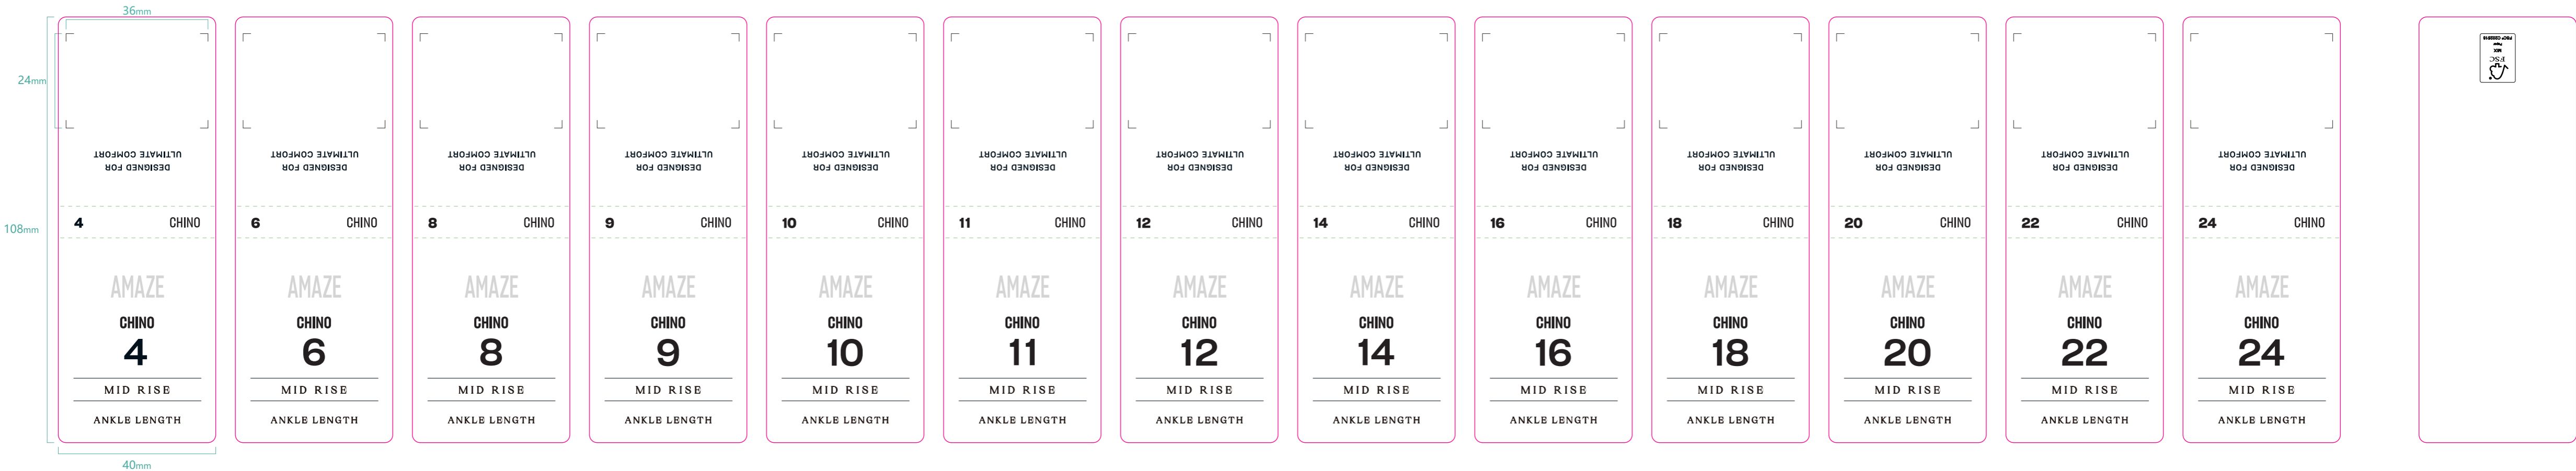 36mm
24mm
108mm
40mm
DESIGNED FOR
ULTIMATE COMFORT
4 CHINO
AMAZE
CHINO
4
MID RISE
ANKLE LENGTH
DESIGNED FOR
ULTIMATE COMFORT
6 CHINO
AMAZE
CHINO
6
MID RISE
ANKLE LENGTH
DESIGNED FOR
ULTIMATE COMFORT
8 CHINO
AMAZE
CHINO
8
MID RISE
ANKLE LENGTH
DESIGNED FOR
ULTIMATE COMFORT
9 CHINO
AMAZE
CHINO
9
MID RISE
ANKLE LENGTH
DESIGNED FOR
ULTIMATE COMFORT
10 CHINO
AMAZE
CHINO
10
MID RISE
ANKLE LENGTH
DESIGNED FOR
ULTIMATE COMFORT
11 CHINO
AMAZE
CHINO
11
MID RISE
ANKLE LENGTH
DESIGNED FOR
ULTIMATE COMFORT
12 CHINO
AMAZE
CHINO
12
MID RISE
ANKLE LENGTH
DESIGNED FOR
ULTIMATE COMFORT
14 CHINO
AMAZE
CHINO
14
MID RISE
ANKLE LENGTH
DESIGNED FOR
ULTIMATE COMFORT
16 CHINO
AMAZE
CHINO
16
MID RISE
ANKLE LENGTH
DESIGNED FOR
ULTIMATE COMFORT
18 CHINO
AMAZE
CHINO
18
MID RISE
ANKLE LENGTH
DESIGNED FOR
ULTIMATE COMFORT
20 CHINO
AMAZE
CHINO
20
MID RISE
ANKLE LENGTH
DESIGNED FOR
ULTIMATE COMFORT
22 CHINO
AMAZE
CHINO
22
MID RISE
ANKLE LENGTH
DESIGNED FOR
ULTIMATE COMFORT
24 CHINO
AMAZE
CHINO
24
MID RISE
ANKLE LENGTH
FSC
MIX
Paper